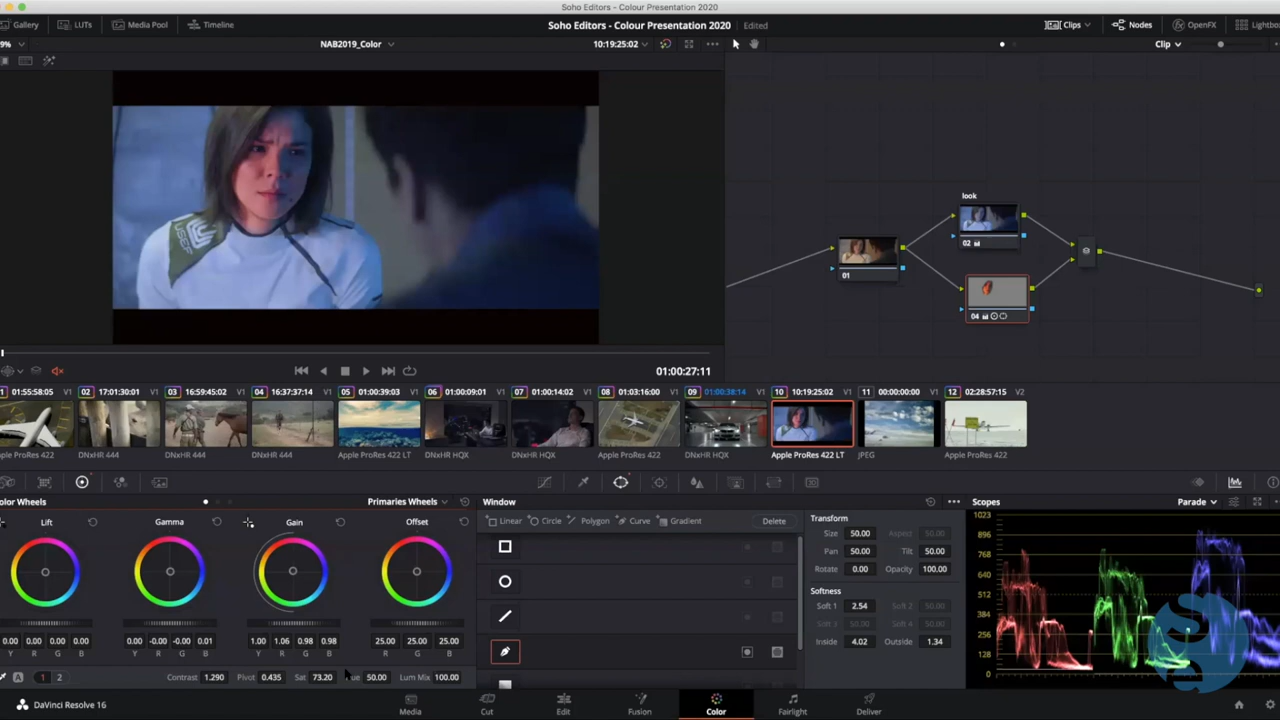 Soho Editors - Colour Presentation 2020
Gallery LUTs Media Pool Timeline Soho Editors - Colour Presentation 2020 Edited Clips Nodes OpenFX Lightbo
9% NAB2019_Color 10:19:25:02 Clip
look
USEF
02
01
04
01:00:27:11
1 01:55:58:05 V1 02 17:01:30:01 V1 03 16:59:45:02 V1 04 16:37:37:14 V1 05 01:00:39:03 V1 06 01:00:09:01 V1 07 01:00:14:02 V1 08 03:16:00:00 V1 09 01:00:38:14 V1 10 10:19:25:02 V1 11 00:00:00:00 V1 12 02:28:57:15 V2
Apple ProRes 422 DNxHR 444 DNxHR 444 DNxHR 444 Apple ProRes 422 LT DNxHR HQX DNxHR HQX Apple ProRes 422 DNxHR HQX Apple ProRes 422 LT JPEG Apple ProRes 422
olor Wheels Primaries Wheels Window Scopes Parade
Lift Gamma Gain Offset
Linear Circle Polygon Curve Gradient Delete
Transform
Size 50.00 Aspect 50.00
Pan 50.00 Tilt 50.00
Rotate 0.00 Opacity 100.00
Softness
Soft 1 2.54 Soft 2 50.00
Soft 3 50.00 Soft 4 50.00
Inside 4.02 Outside 1.34
1023
896
768
640
512
384
256
128
0
0.00 0.00 0.00 0.00 0.00 -0.00 -0.00 0.01 1.00 1.06 0.98 0.98 25.00 25.00 25.00
Y R G B Y R G B Y R G B R G B
A 1 2 Contrast 1.290 Pivot 0.435 Sat 73.20 ue 50.00 Lum Mix 100.00
DaVinci Resolve 16 Media Cut Edit Fusion Color Fairlight Deliver